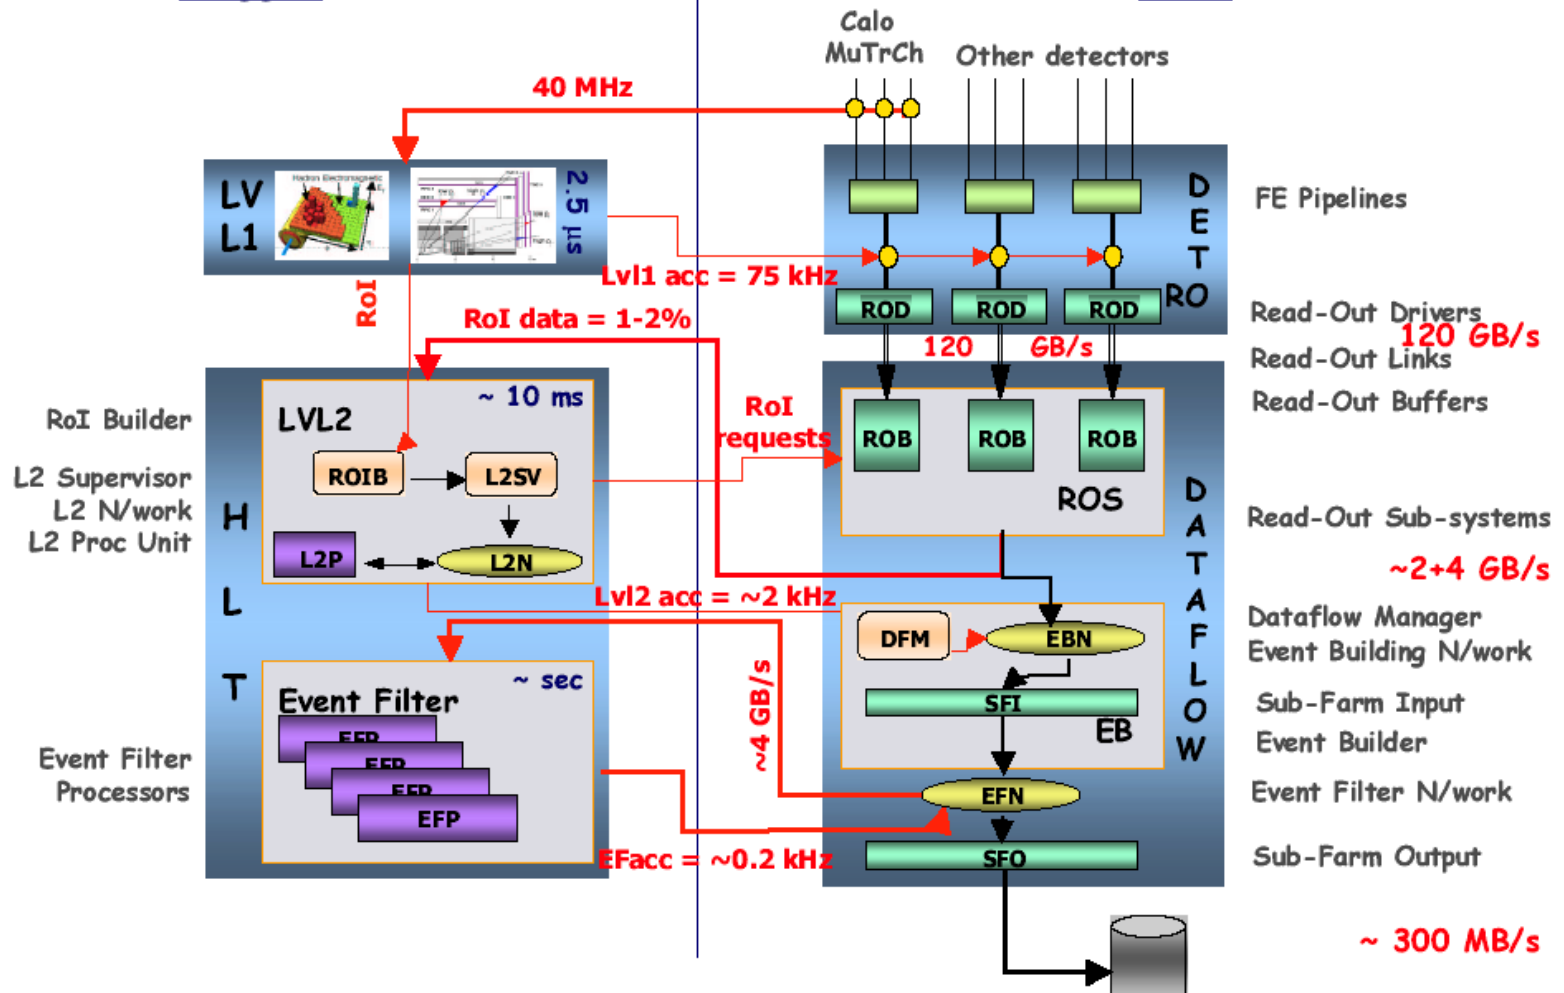 Calo
MuTrCh
Other detectors
40 MHz
LV
L1
Hadron Electromagnetic
2.5 µs
D
E
T
RO
FE Pipelines
Lvl1 acc = 75 kHz
RoI
ROD
ROD
ROD
Read-Out Drivers
120 GB/s
RoI data = 1-2%
120 GB/s
Read-Out Links
Read-Out Buffers
RoI Builder
L2 Supervisor
L2 N/work
L2 Proc Unit
H
L
T
LVL2
~ 10 ms
ROIB
L2SV
L2P
L2N
RoI
requests
ROB
ROB
ROB
ROS
D
A
T
A
F
L
O
W
Read-Out Sub-systems
~2+4 GB/s
Lvl2 acc = ~2 kHz
DFM
EBN
Dataflow Manager
Event Building N/work
SFI
EB
Sub-Farm Input
Event Builder
~ sec
Event Filter
EFP
EFP
EFP
EFP
Event Filter
Processors
~4 GB/s
EFN
Event Filter N/work
EFacc = ~0.2 kHz
SFO
Sub-Farm Output
~ 300 MB/s